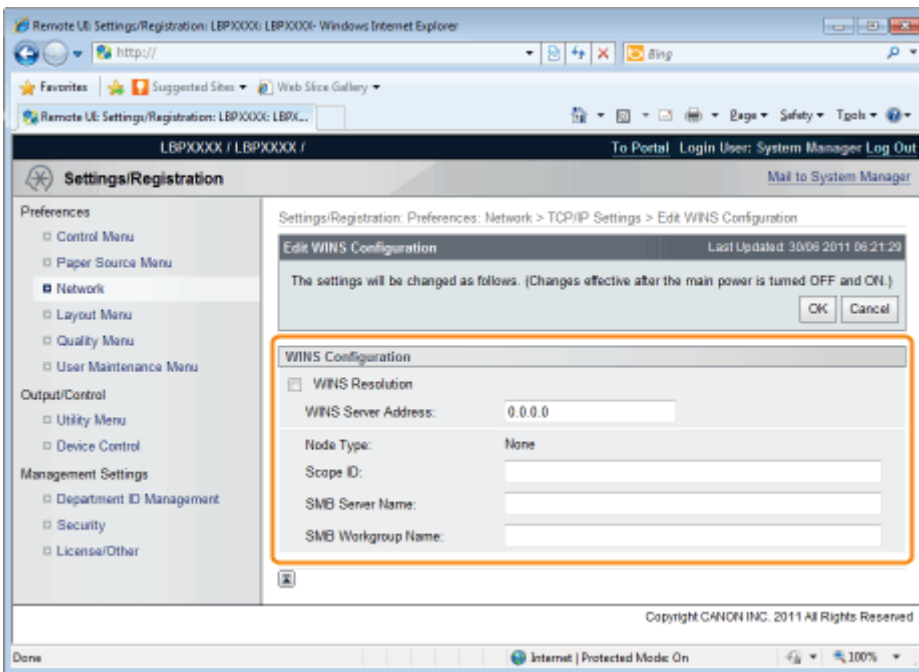 Remote UI: Settings/Registration: LBPXXXX: LBPXXXX- Windows Internet Explorer
http://
Bing
Favorites Suggested Sites Web Slice Gallery
Remote UI: Settings/Registration: LBPXXXX: LBPX... Page Safety Tools
LBPXXXX / LBPXXXX / To Portal Login User: System Manager Log Out
Settings/Registration Mail to System Manager
Preferences
Control Menu
Paper Source Menu
Network
Layout Menu
Quality Menu
User Maintenance Menu
Output/Control
Utility Menu
Device Control
Management Settings
Department ID Management
Security
License/Other
Settings/Registration: Preferences: Network > TCP/IP Settings > Edit WINS Configuration
Edit WINS Configuration Last Updated: 30/06 2011 06:21:29
The settings will be changed as follows. (Changes effective after the main power is turned OFF and ON.)
OK Cancel
WINS Configuration
WINS Resolution
WINS Server Address: 0.0.0.0
Node Type: None
Scope ID:
SMB Server Name:
SMB Workgroup Name:
Copyright CANON INC. 2011 All Rights Reserved
Done Internet | Protected Mode: On 100%